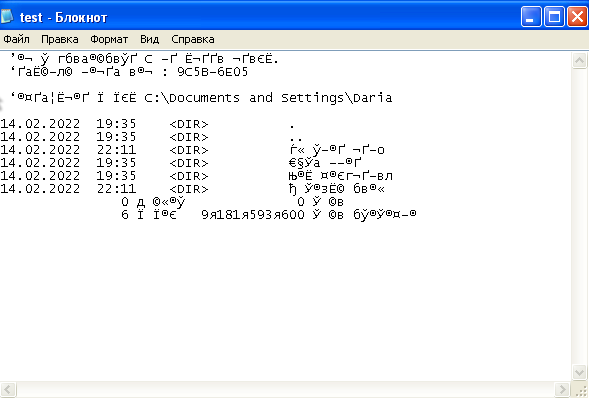 test - Блокнот
Файл Правка Формат Вид Справка
’®¬ ў гбва®©бвўҐ C -Ґ Ё¬ҐҐв ¬ҐвЄЁ.
‘ҐаЁ©-л© -®¬Ґа в®¬ : 9C5B-6E05
‘®¤Ґа¦Ё¬®Ґ Ї ЇЄЁ C:\Documents and Settings\Daria
14.02.2022 19:35 <DIR> .
14.02.2022 19:35 <DIR> ..
14.02.2022 22:11 <DIR> ѓ« ў-®Ґ ¬Ґ-о
14.02.2022 19:35 <DIR> €§Ўа --®Ґ
14.02.2022 19:35 <DIR> Њ®Ё ¤®Єг¬Ґ-вл
14.02.2022 22:11 <DIR> ђ Ў®зЁ© бв®«
0 д ©«®ў 0 Ў ©в
6 Ї Ї®Є 9я181я593я600 Ў ©в бў®Ў®¤-®